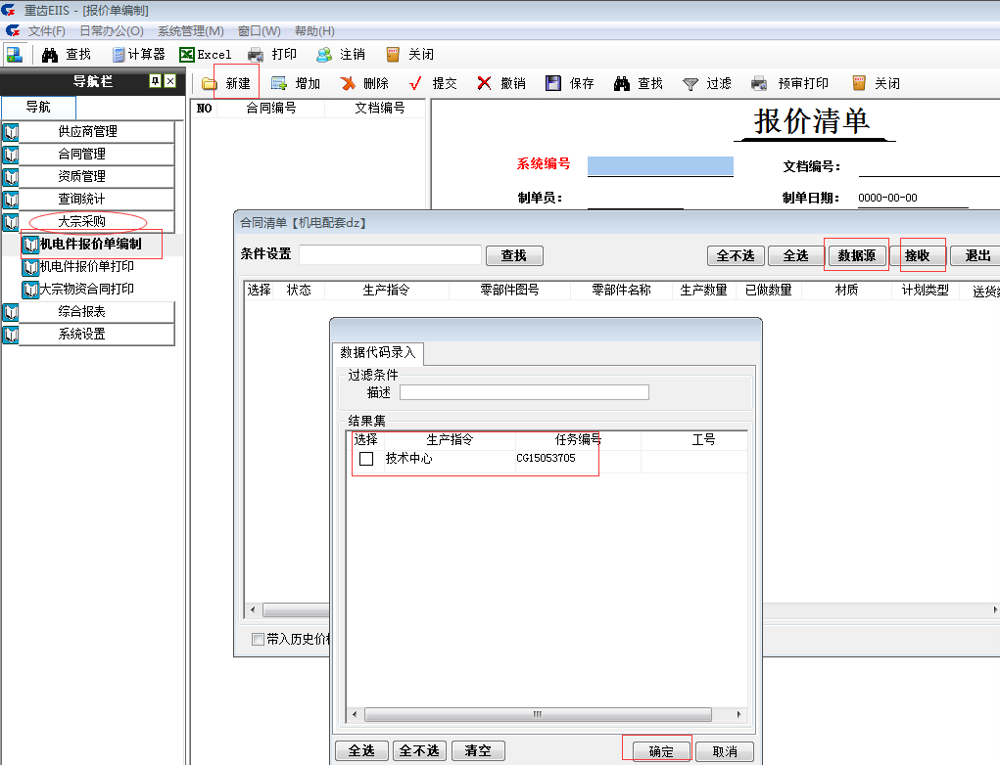 重齿EIIS - [报价单编制]
文件(F) 日常办公(O) 系统管理(M) 窗口(W) 帮助(H)
查找 计算器 Excel 打印 注销 关闭
导航栏
新建 增加 删除 提交 撤销 保存 查找 过滤 预审打印 关闭
导航
NO 合同编号 文档编号
供应商管理
合同管理
资质管理
查询统计
大宗采购
机电件报价单编制
机电件报价单打印
大宗物资合同打印
综合报表
系统设置
报价清单
系统编号 文档编号:
制单员: 制单日期: 0000-00-00
合同清单【机电配套dz】
条件设置 查找 全不选 全选 数据源 接收 退出
选择 状态 生产指令 零部件图号 零部件名称 生产数量 已做数量 材质 计划类型 送货
数据代码录入
过滤条件
描述
结果集
选择 生产指令 任务编号 工号
技术中心 CG15053705
带入历史价
全选 全不选 清空 确定 取消